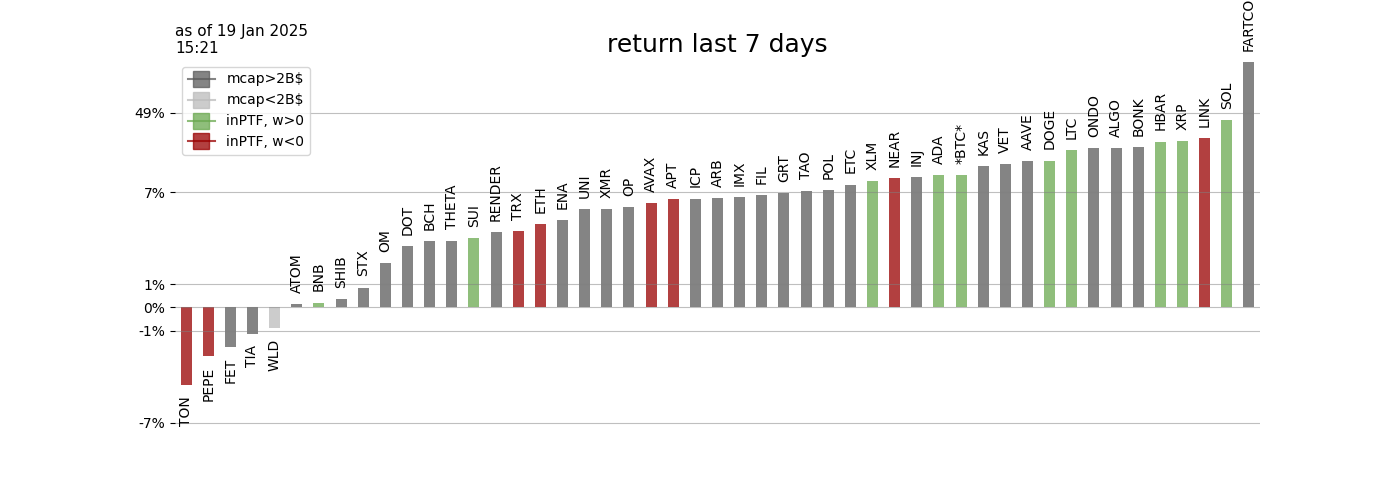 as of 19 Jan 2025
15:21
return last 7 days
mcap>2B$
mcap<2B$
inPTF, w>0
inPTF, w<0
49%
7%
1%
0%
-1%
-7%
TON
PEPE
FET
TIA
WLD
ATOM
BNB
SHIB
STX
OM
DOT
BCH
THETA
SUI
RENDER
TRX
ETH
ENA
UNI
XMR
OP
AVAX
APT
ICP
ARB
IMX
FIL
GRT
TAO
POL
ETC
XLM
NEAR
INJ
ADA
*BTC*
KAS
VET
AAVE
DOGE
LTC
ONDO
ALGO
BONK
HBAR
XRP
LINK
SOL
FARTCO